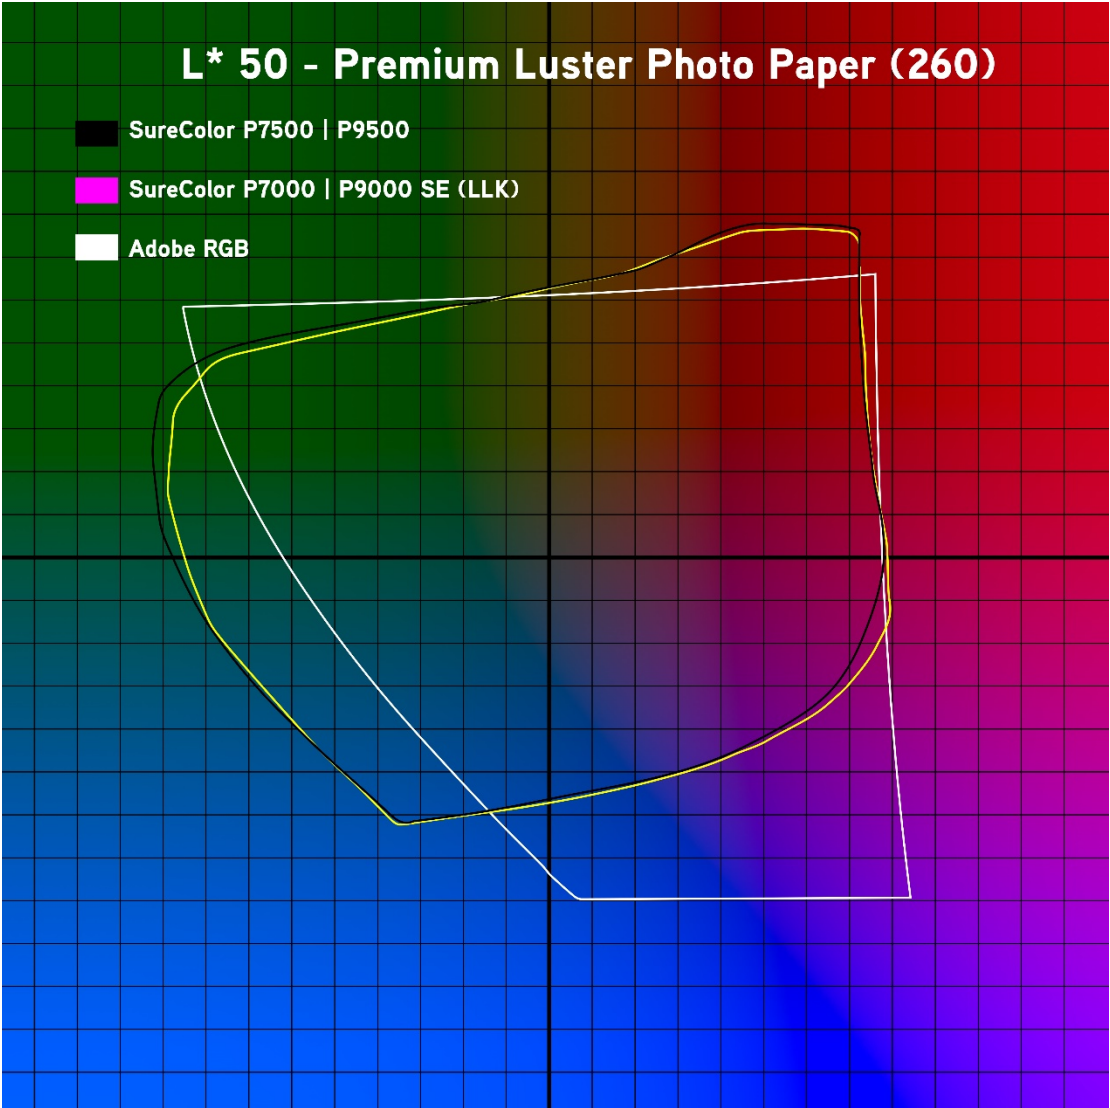 L* 50 - Premium Luster Photo Paper (260)
SureColor P7500 | P9500
SureColor P7000 | P9000 SE (LLK)
Adobe RGB